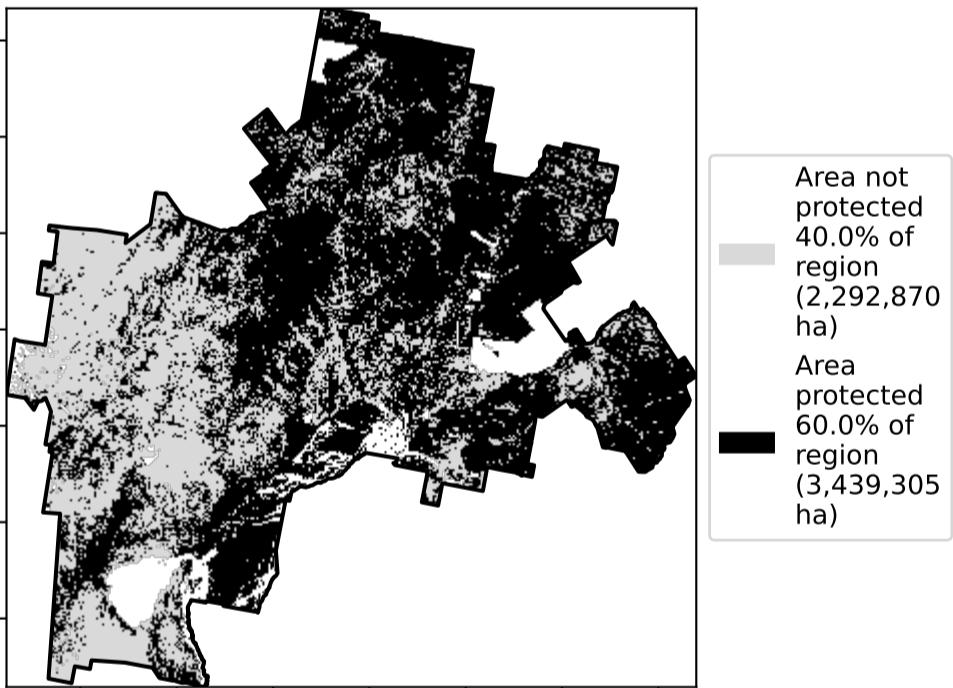 Area not
protected
40.0% of
region
(2,292,870
ha)
Area
protected
60.0% of
region
(3,439,305
ha)